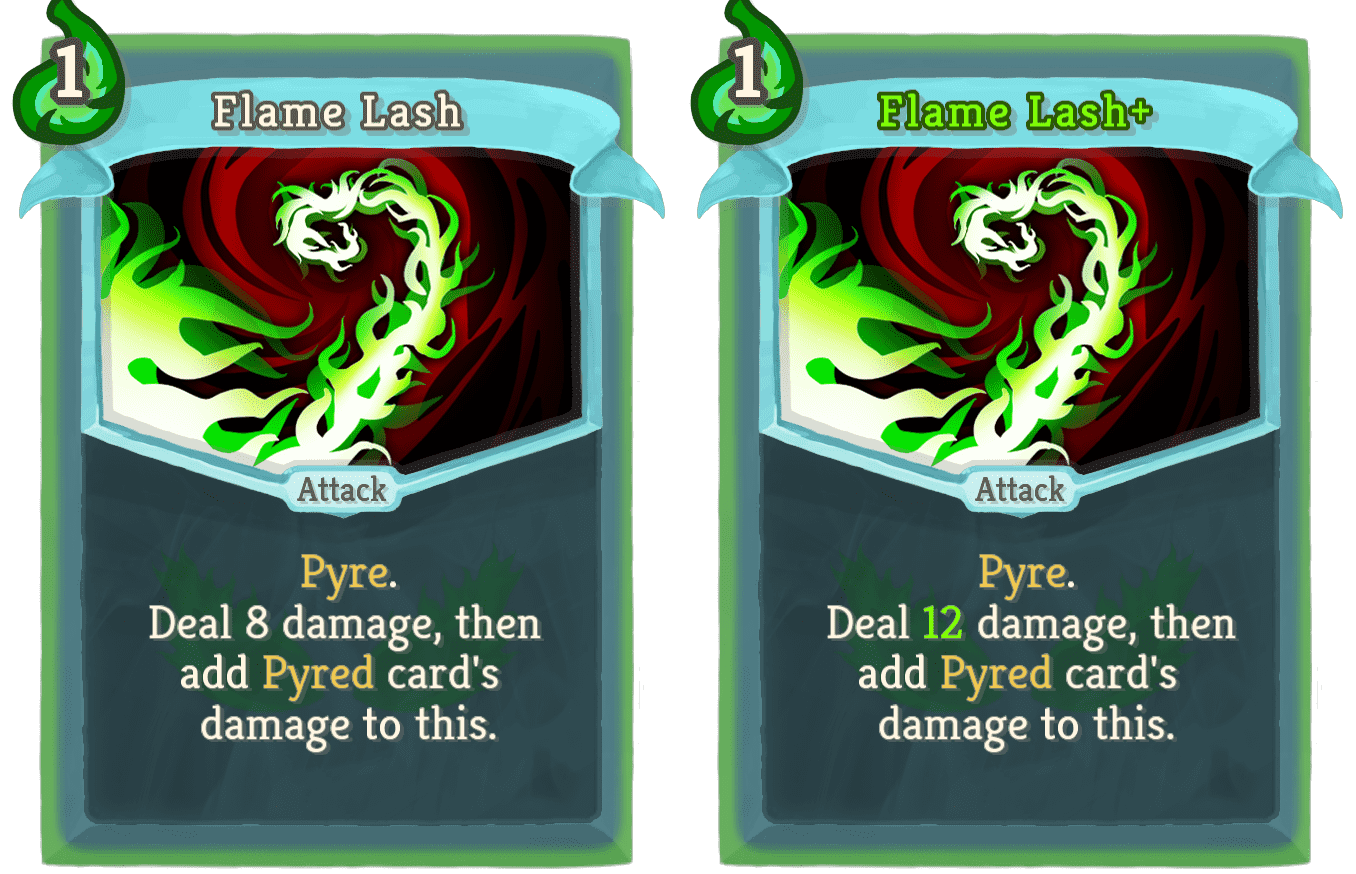 1
Flame Lash
Attack
Pyre.
Deal 8 damage, then
add Pyred card's
damage to this.
1
Flame Lash+
Attack
Pyre.
Deal 12 damage, then
add Pyred card's
damage to this.